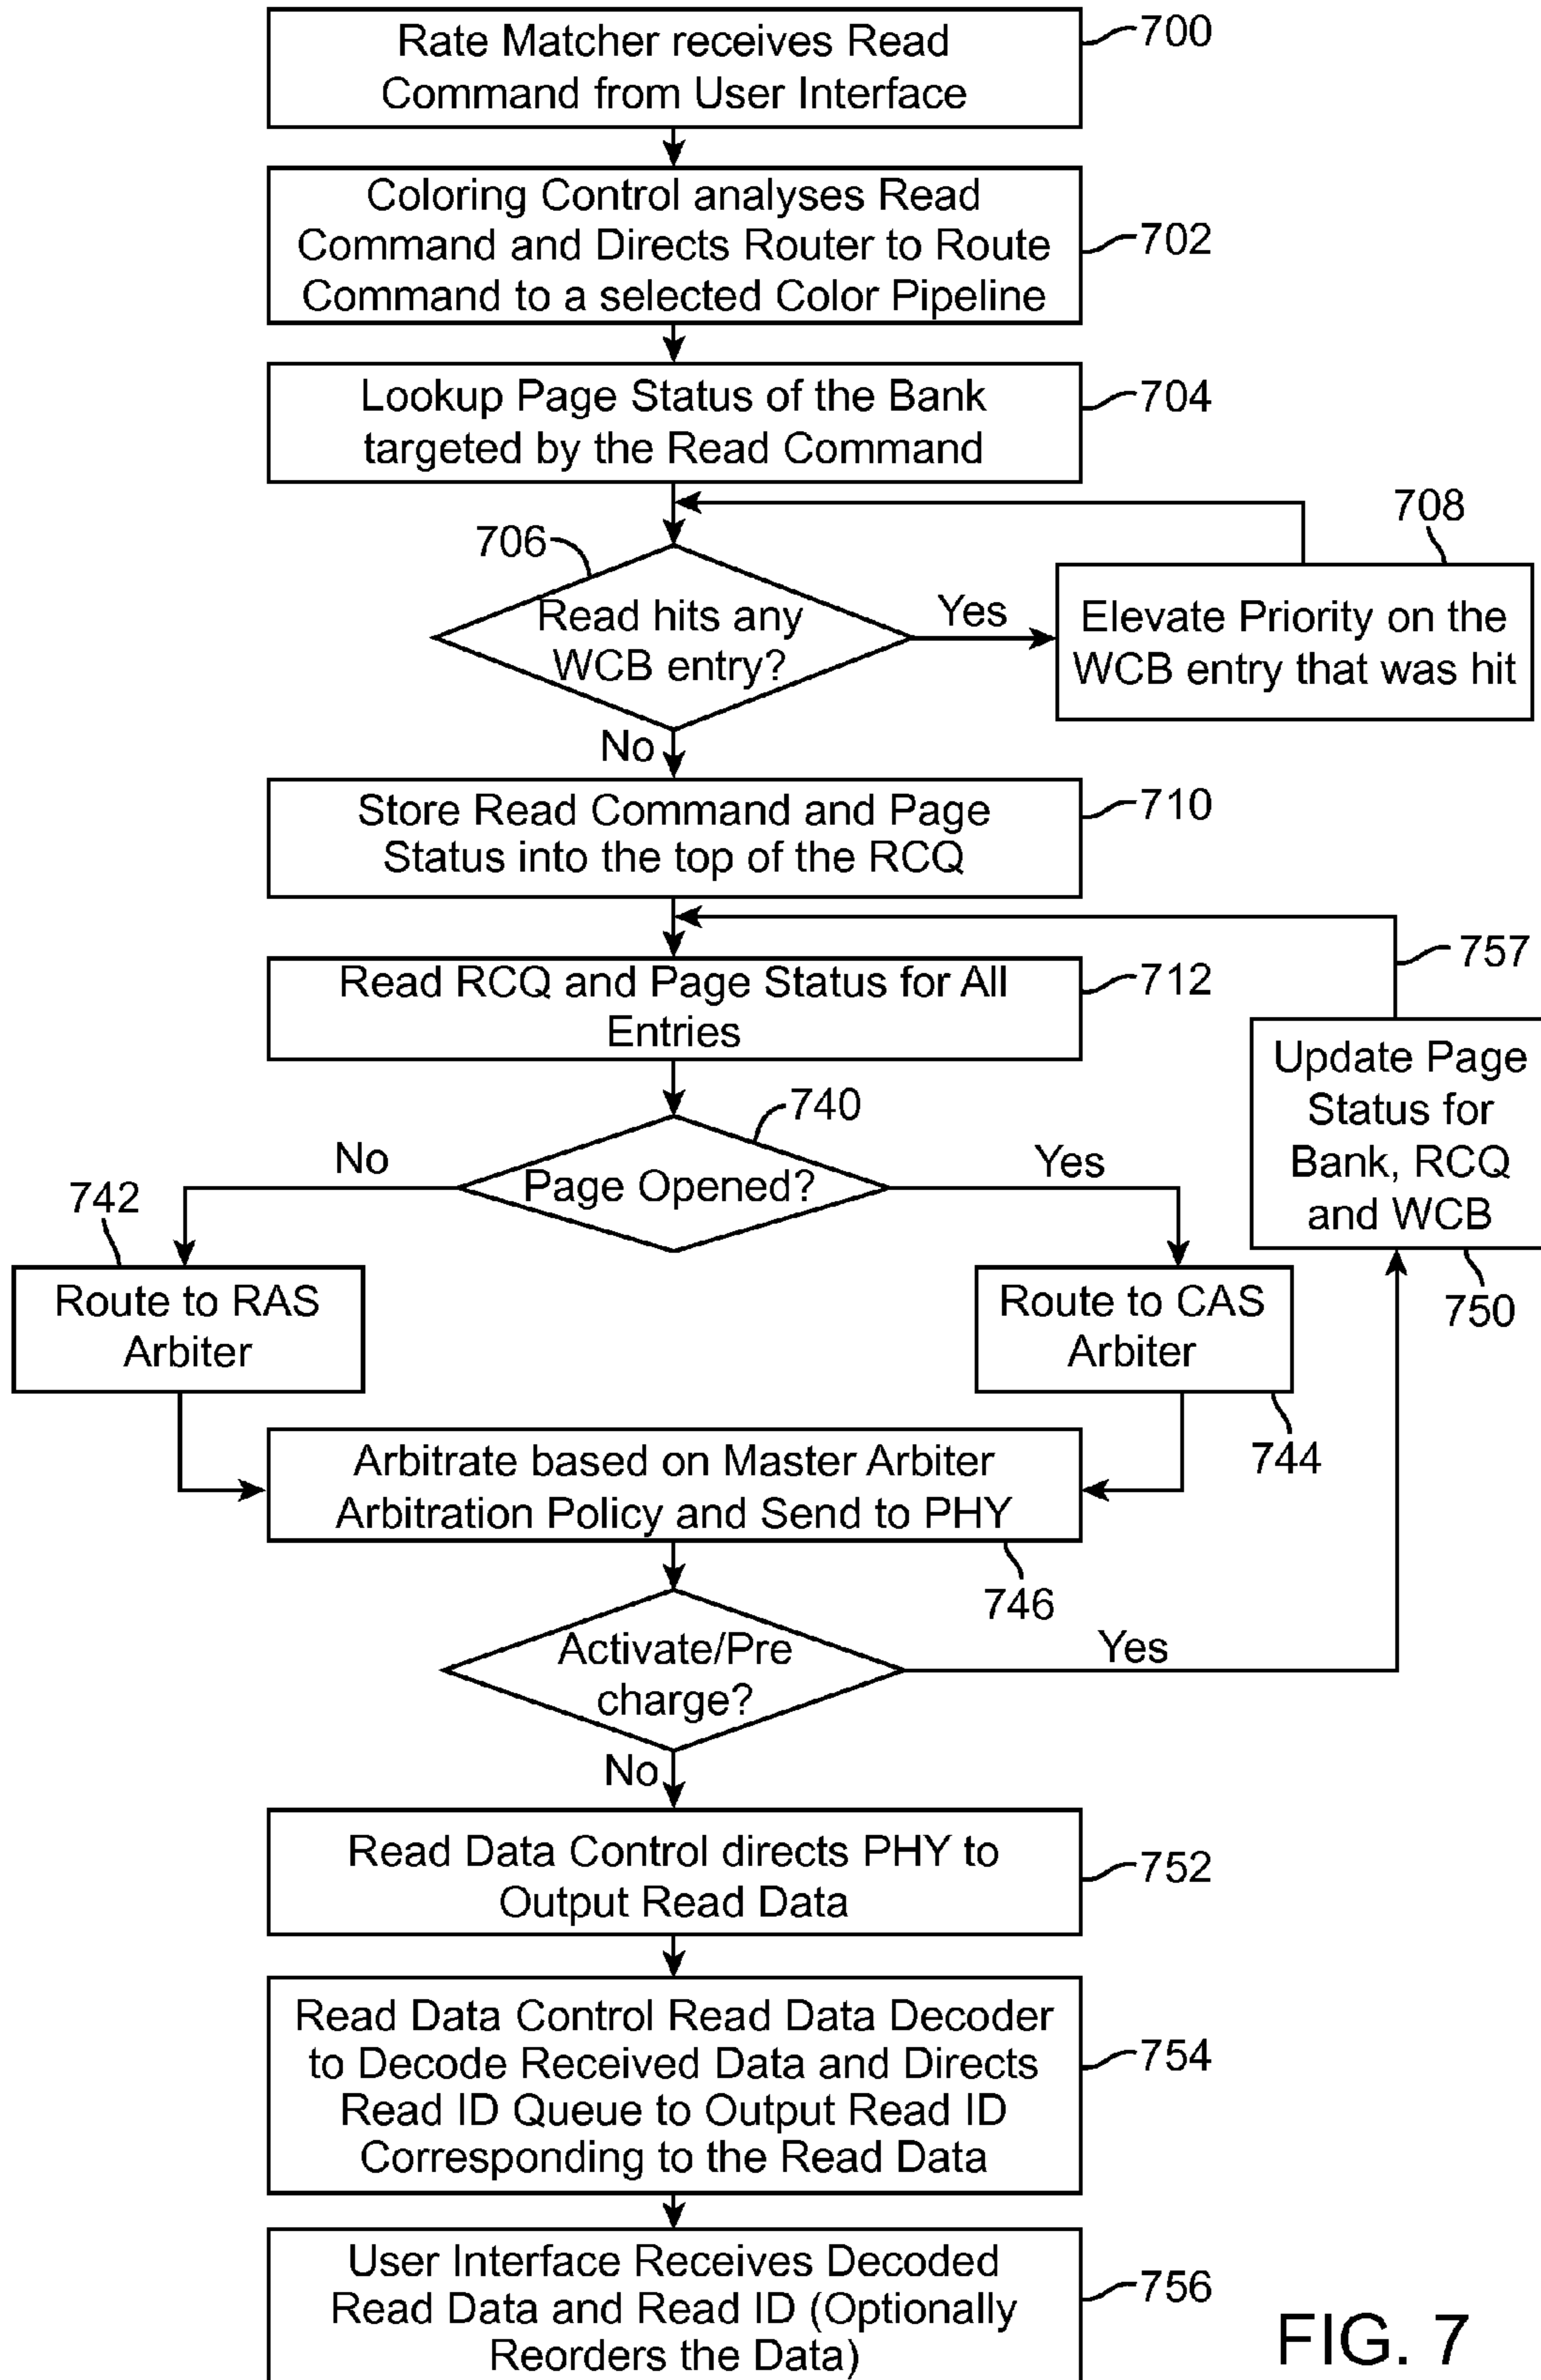 Rate Matcher receives Read
Command from User Interface
700
Coloring Control analyses Read
Command and Directs Router to Route
Command to a selected Color Pipeline
702
Lookup Page Status of the Bank
targeted by the Read Command
704
706
708
Read hits any
WCB entry?
Yes
Elevate Priority on the
WCB entry that was hit
No
Store Read Command and Page
Status into the top of the RCQ
710
757
Read RCQ and Page Status for All
Entries
712
Update Page
Status for
Bank, RCQ
and WCB
750
740
No
Page Opened?
Yes
742
Route to RAS
Arbiter
Route to CAS
Arbiter
744
Arbitrate based on Master Arbiter
Arbitration Policy and Send to PHY
746
Activate/Pre
charge?
Yes
No
Read Data Control directs PHY to
Output Read Data
752
Read Data Control Read Data Decoder
to Decode Received Data and Directs
Read ID Queue to Output Read ID
Corresponding to the Read Data
754
User Interface Receives Decoded
Read Data and Read ID (Optionally
Reorders the Data)
756
FIG. 7